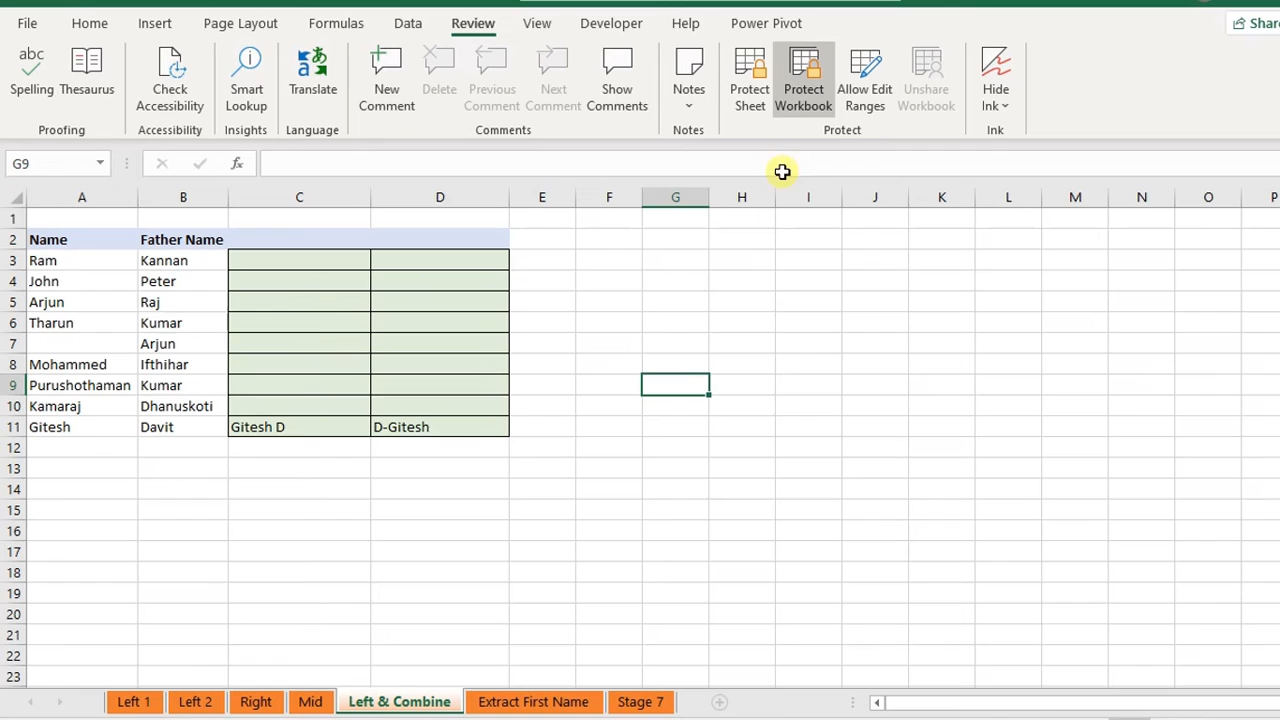 File Home Insert Page Layout Formulas Data Review View Developer Help Power Pivot Share
abc
Spelling Thesaurus Check Accessibility Smart Lookup Translate New Comment Delete Previous Comment Next Comment Show Comments Notes Protect Sheet Protect Workbook Allow Edit Ranges Unshare Workbook Hide Ink
Proofing Accessibility Insights Language Comments Notes Protect Ink
G9 fx
A B C D E F G H I J K L M N O P
1
2 Name Father Name
3 Ram Kannan
4 John Peter
5 Arjun Raj
6 Tharun Kumar
7 Arjun
8 Mohammed Ifthihar
9 Purushothaman Kumar
10 Kamaraj Dhanuskoti
11 Gitesh Davit Gitesh D D-Gitesh
12
13
14
15
16
17
18
19
20
21
22
23
Left 1 Left 2 Right Mid Left & Combine Extract First Name Stage 7